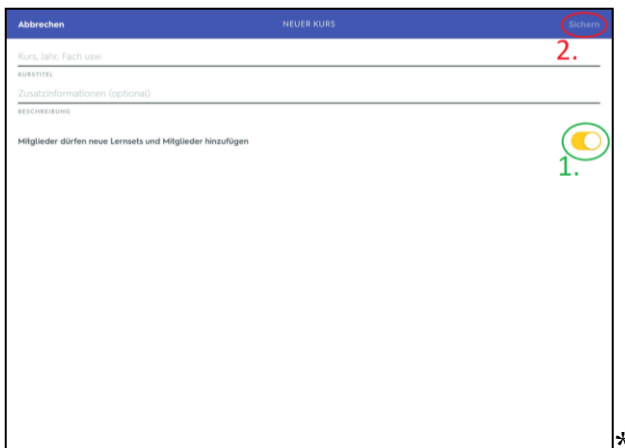 Abbrechen NEUER KURS Sichern
2.
Kurs, Jahr, Fach usw.
KURSTITEL
Zusatzinformationen (optional)
BESCHREIBUNG
Mitglieder dürfen neue Lernsets und Mitglieder hinzufügen
1.
*